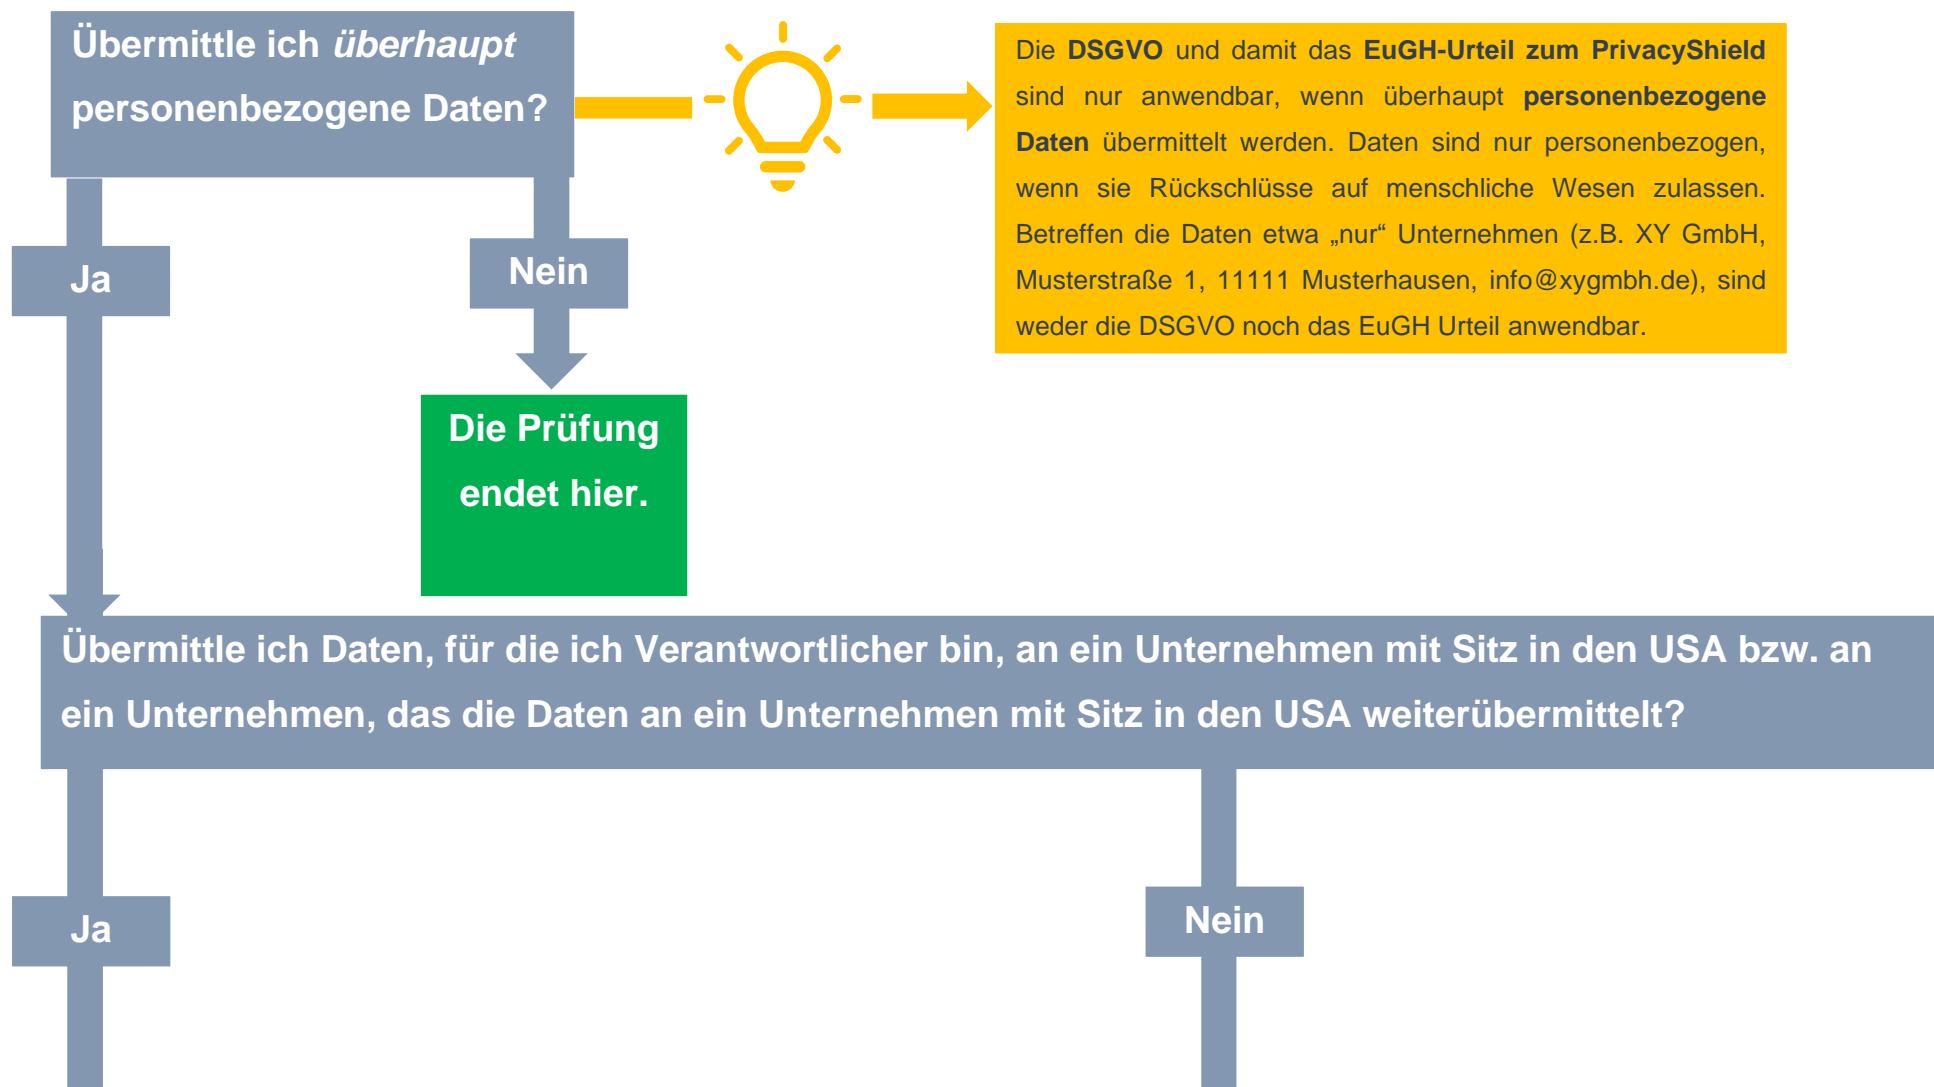 Übermittle ich überhaupt
personenbezogene Daten?
Die DSGVO und damit das EuGH-Urteil zum PrivacyShield
sind nur anwendbar, wenn überhaupt personenbezogene
Daten übermittelt werden. Daten sind nur personenbezogen,
wenn sie Rückschlüsse auf menschliche Wesen zulassen.
Betreffen die Daten etwa „nur“ Unternehmen (z.B. XY GmbH,
Musterstraße 1, 11111 Musterhausen, info@xygmbh.de), sind
weder die DSGVO noch das EuGH Urteil anwendbar.
Ja
Nein
Die Prüfung
endet hier.
Übermittle ich Daten, für die ich Verantwortlicher bin, an ein Unternehmen mit Sitz in den USA bzw. an
ein Unternehmen, das die Daten an ein Unternehmen mit Sitz in den USA weiterübermittelt?
Ja
Nein